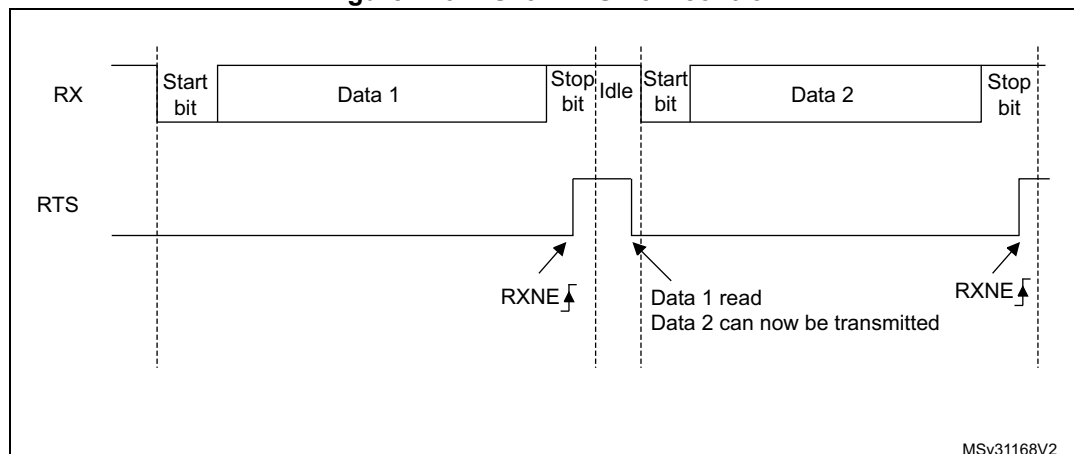 RX
Start bit
Data 1
Stop bit
Idle
Start bit
Data 2
Stop bit
RTS
RXNE
Data 1 read
Data 2 can now be transmitted
RXNE
MSv31168V2